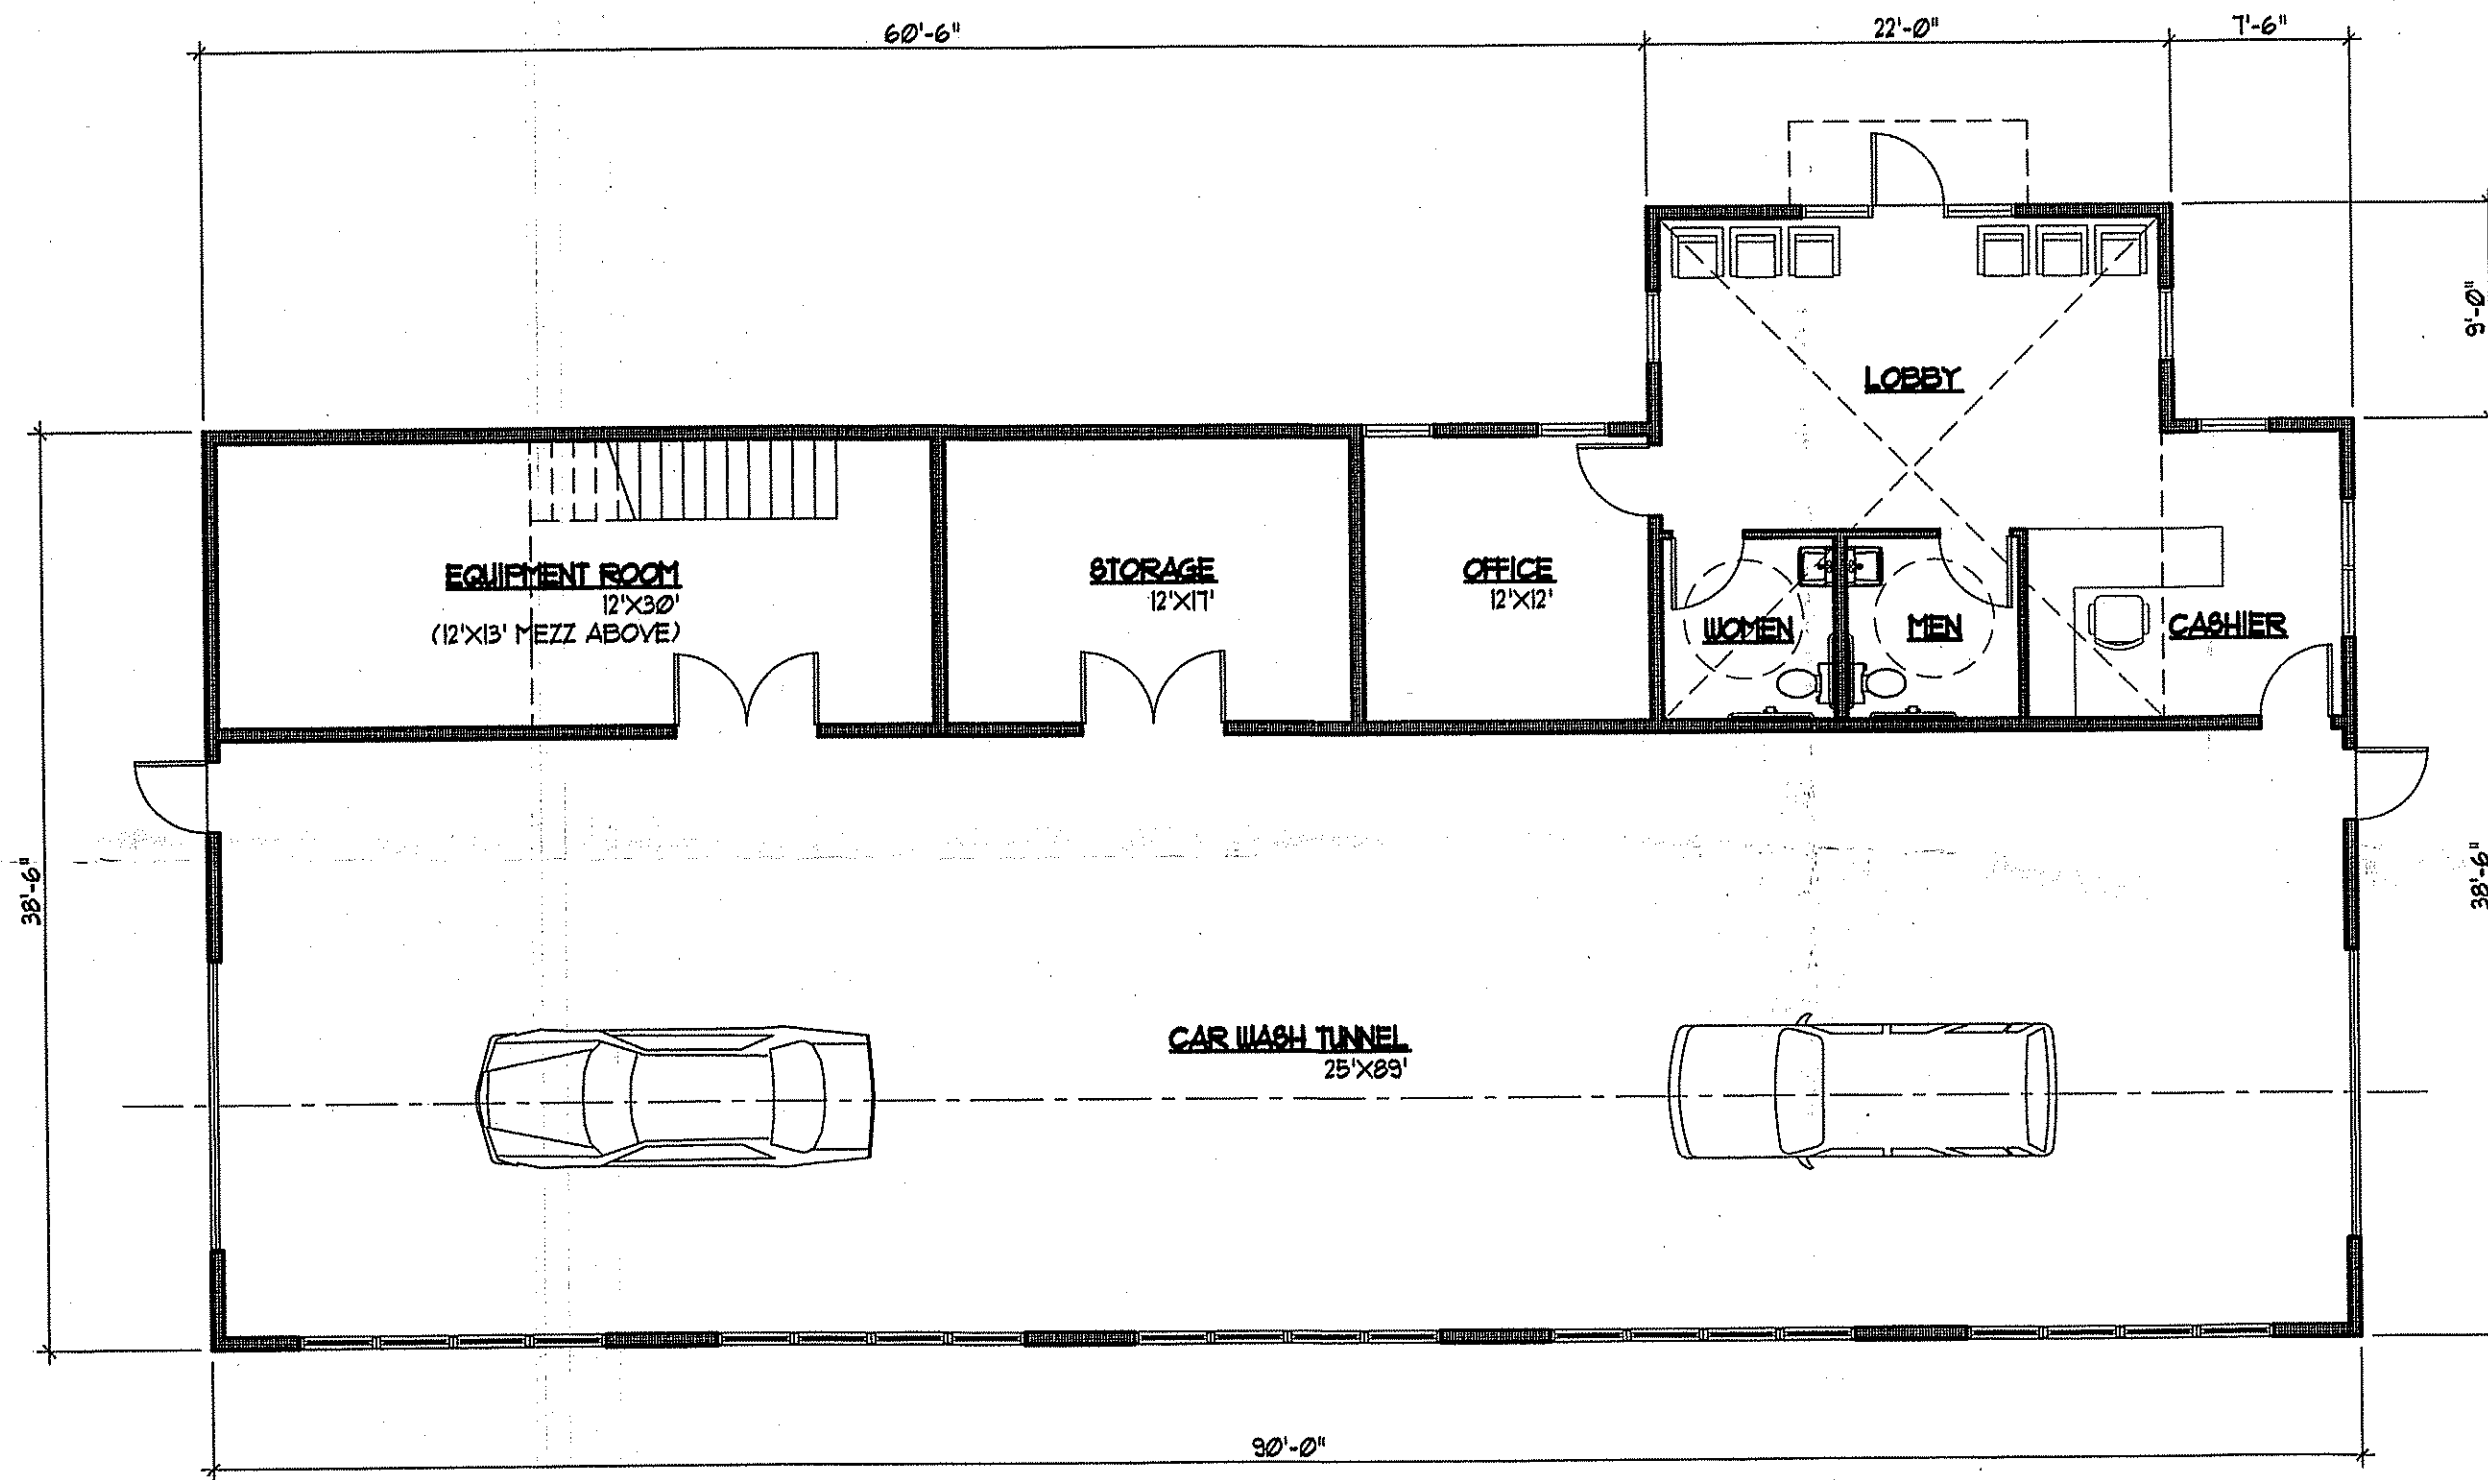 60'-6"
22'-0"
7'-6"
9'-0"
LOBBY
EQUIPMENT ROOM
12'X30'
(12'X13' MEZZ ABOVE)
STORAGE
12'X17'
OFFICE
12'X12'
WOMEN
MEN
CASHIER
38'-6"
38'-6"
CAR WASH TUNNEL
25'X89'
90'-0"